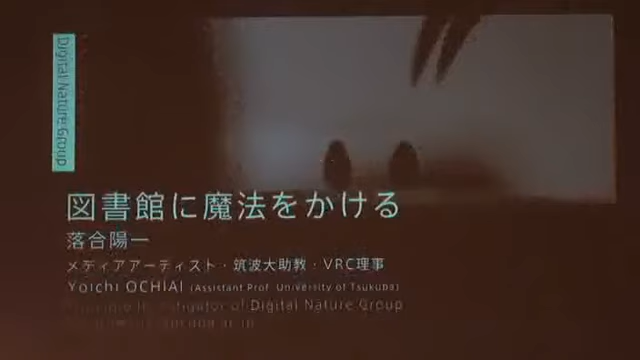 Digital Nature Group
図書館に魔法をかける
落合陽一
メディアアーティスト・筑波大助教・VRC理事
Yoichi OCHIAI (Assistant Prof. University of Tsukuba)
Investigator of Digital Nature Group